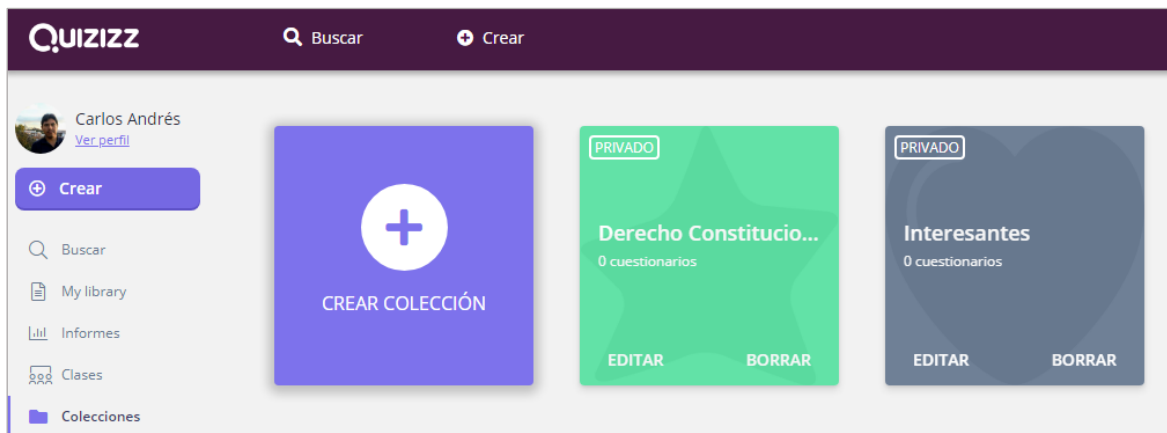 QUIZIZZ
Buscar
Crear
Carlos Andrés
Ver perfil
Crear
Buscar
My library
Informes
Clases
Colecciones
CREAR COLECCIÓN
PRIVADO
Derecho Constitucio...
0 cuestionarios
EDITAR
BORRAR
PRIVADO
Interesantes
0 cuestionarios
EDITAR
BORRAR